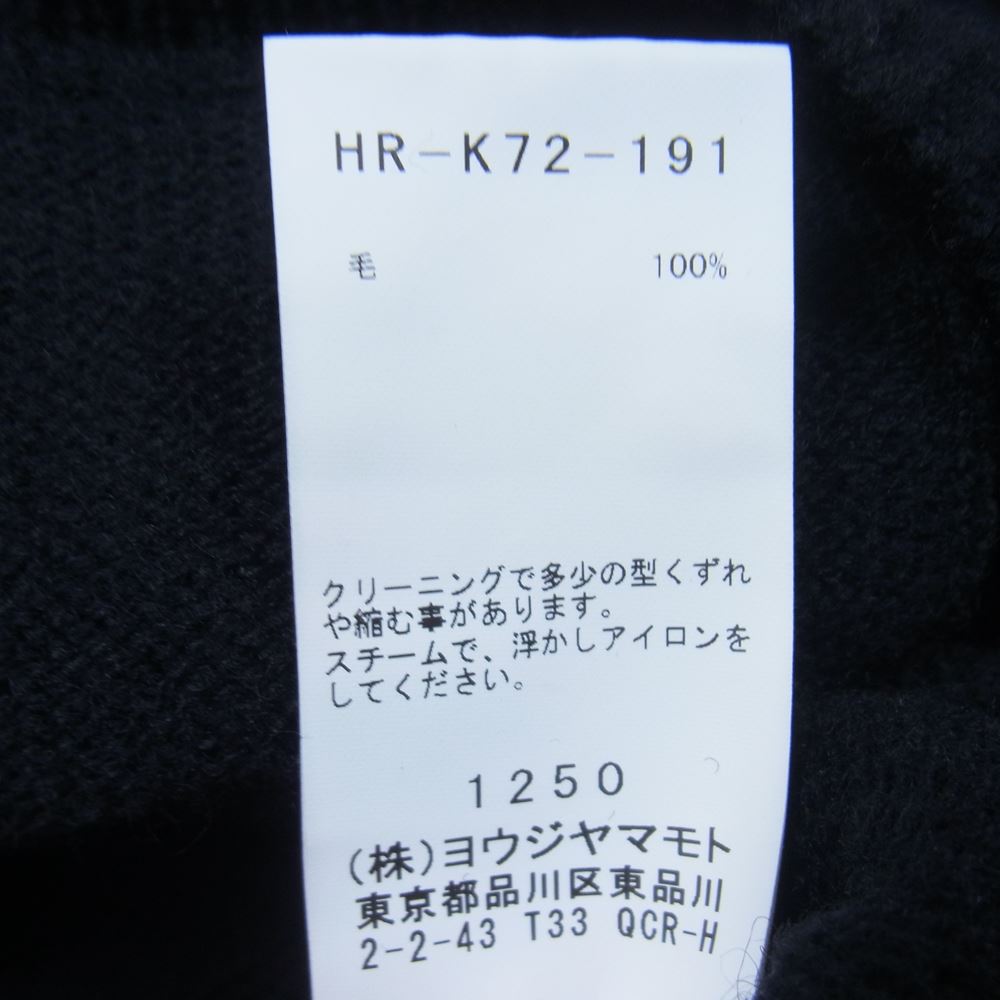 HR-K72-191
毛 100%
クリーニングで多少の型くずれ
や縮む事があります。
スチームで、浮かしアイロンを
してください。
1250
(株)ヨウジヤマモト
東京都品川区東品川
2-2-43 T33 QCR-H